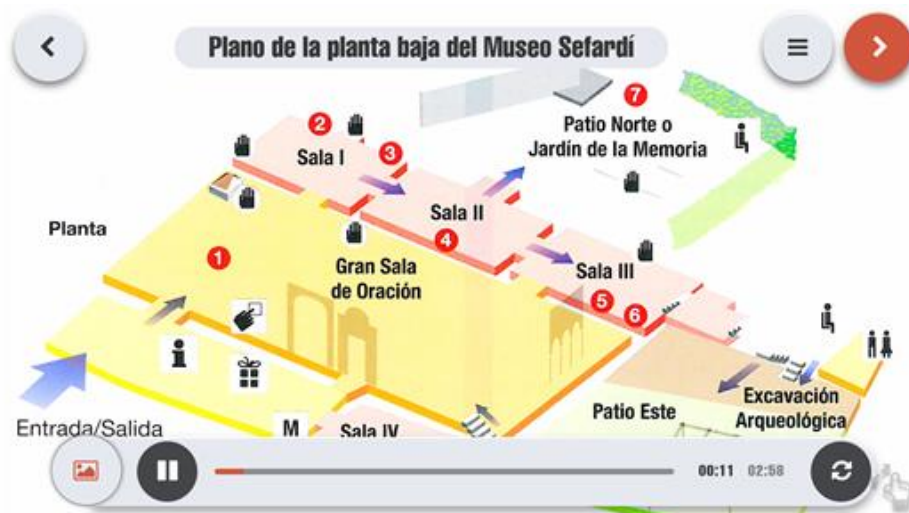 Plano de la planta baja del Museo Sefardí
2
7
Patio Norte o
Jardín de la Memoria
3
Sala I
Sala II
Planta
4
1
Gran Sala
de Oración
Sala III
5
6
Excavación
Arqueológica
Patio Este
Entrada/Salida
M
Sala IV
00:11 02:58